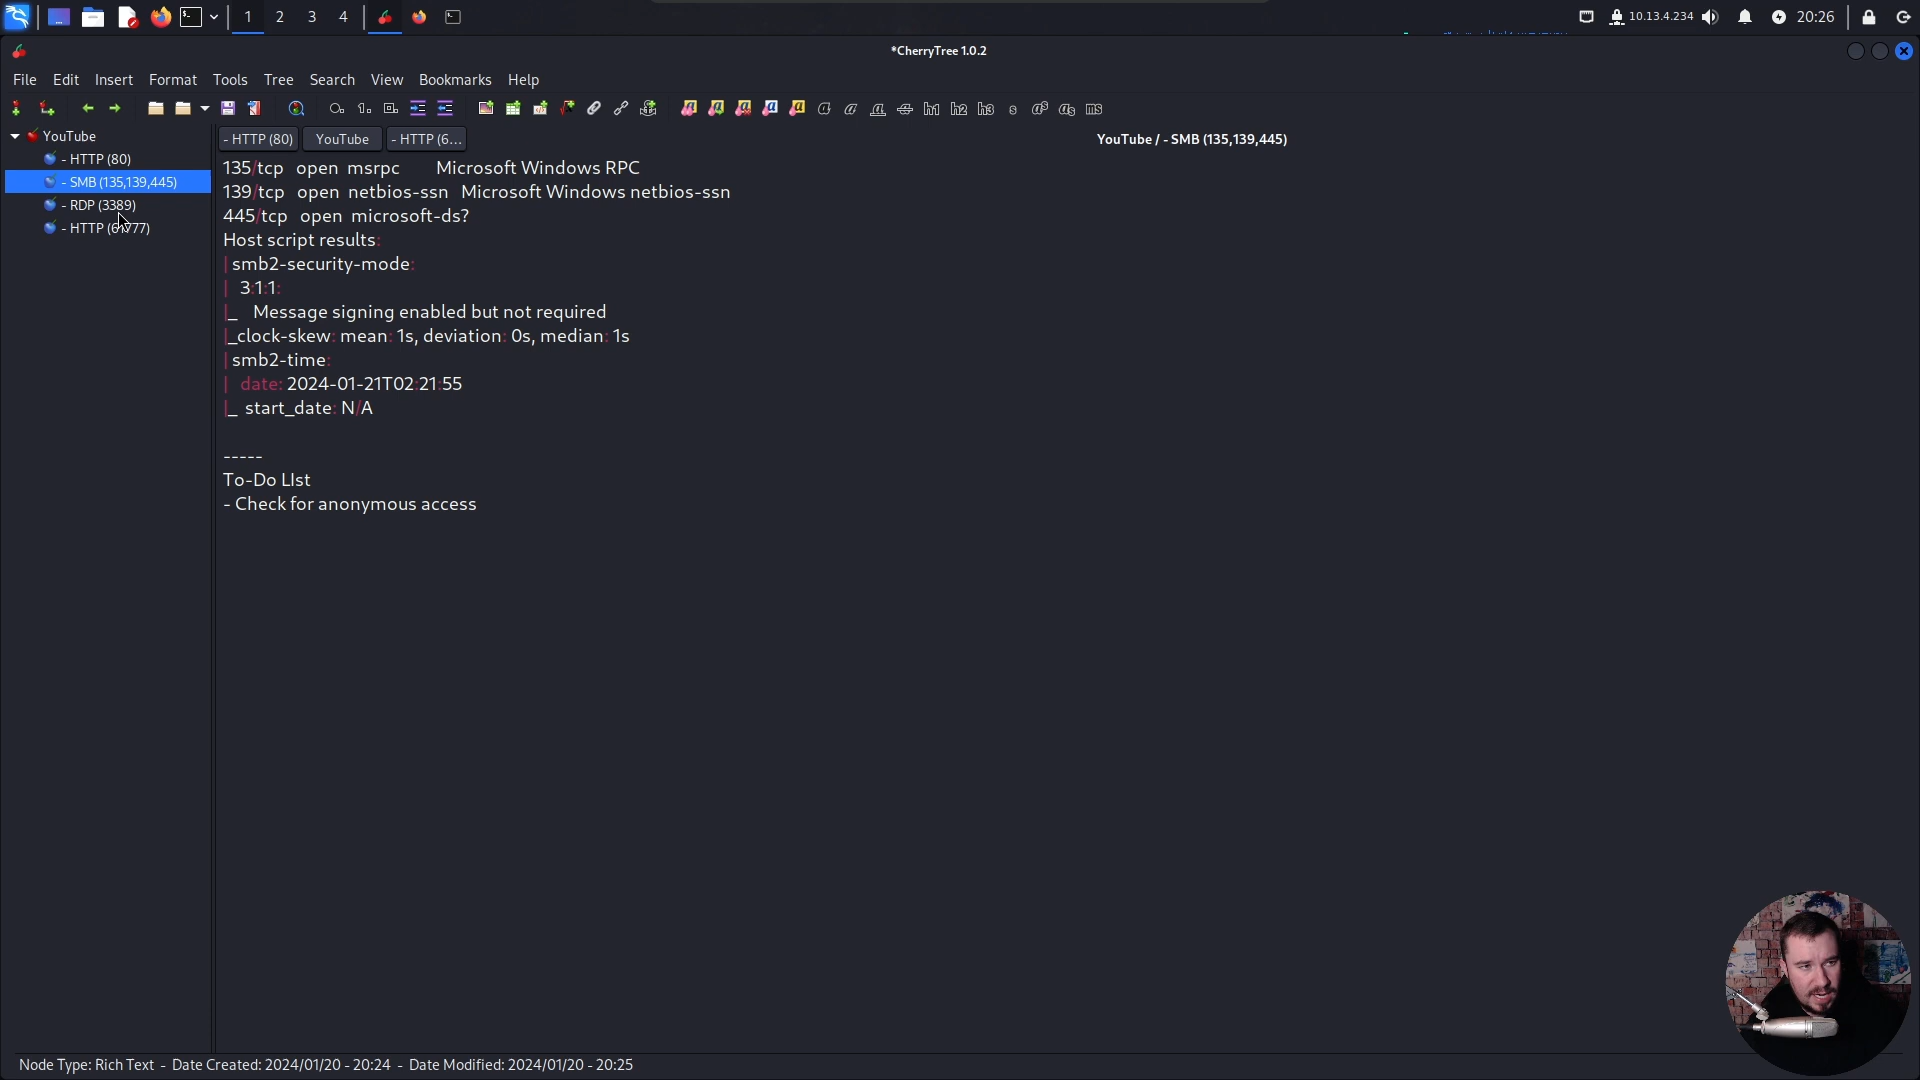 1 2 3 4
10.13.4.234
20:26
*CherryTree 1.0.2
File Edit Insert Format Tools Tree Search View Bookmarks Help
h1 h2 h3 s ms
YouTube
- HTTP (80)
- SMB (135,139,445)
- RDP (3389)
- HTTP
- HTTP (80) YouTube - HTTP (6...
YouTube / - SMB (135,139,445)
135/tcp open msrpc Microsoft Windows RPC
139/tcp open netbios-ssn Microsoft Windows netbios-ssn
445/tcp open microsoft-ds?
Host script results:
| smb2-security-mode:
| 3:1:1:
|_ Message signing enabled but not required
|_clock-skew: mean: 1s, deviation: 0s, median: 1s
| smb2-time:
| date: 2024-01-21T02:21:55
|_ start_date: N/A
-----
To-Do LIst
- Check for anonymous access
Node Type: Rich Text - Date Created: 2024/01/20 - 20:24 - Date Modified: 2024/01/20 - 20:25